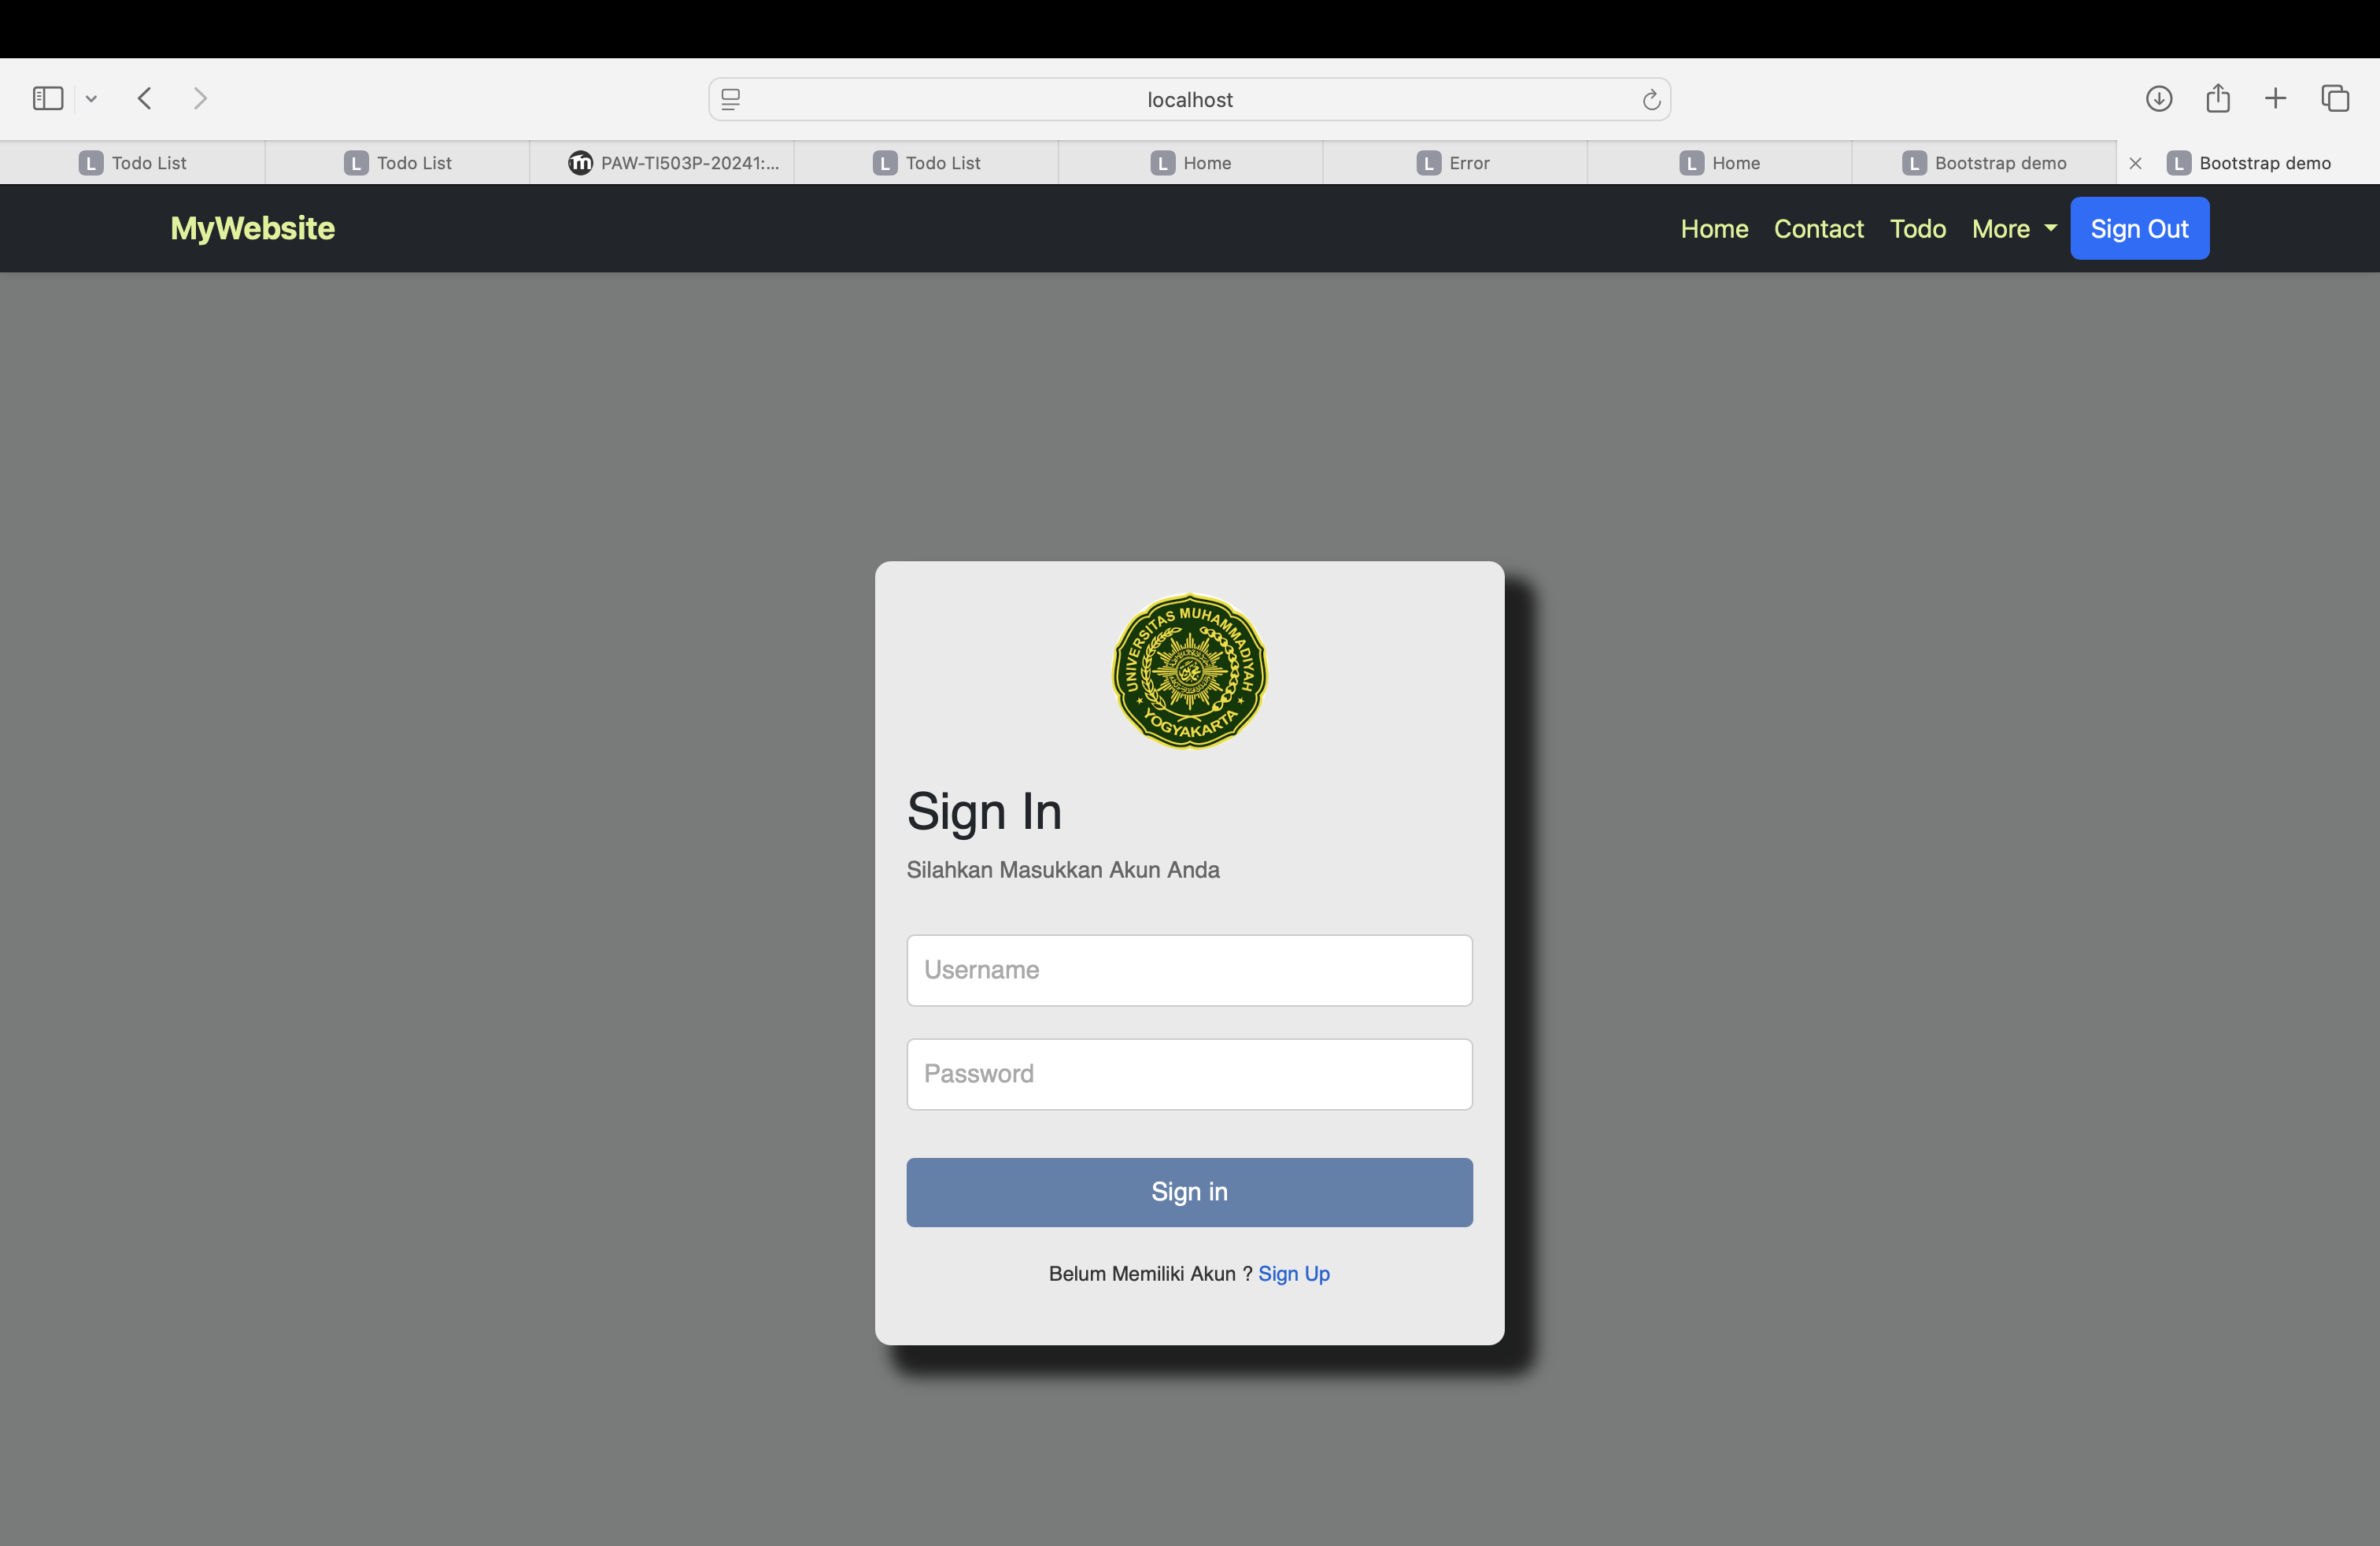 localhost
L Todo List
L Todo List
m PAW-TI503P-20241:...
L Todo List
L Home
L Error
L Home
L Bootstrap demo
L Bootstrap demo
MyWebsite
Home Contact Todo More Sign Out
UNIVERSITAS MUHAMMADIYAH
YOGYAKARTA
Sign In
Silahkan Masukkan Akun Anda
Username
Password
Sign in
Belum Memiliki Akun ? Sign Up